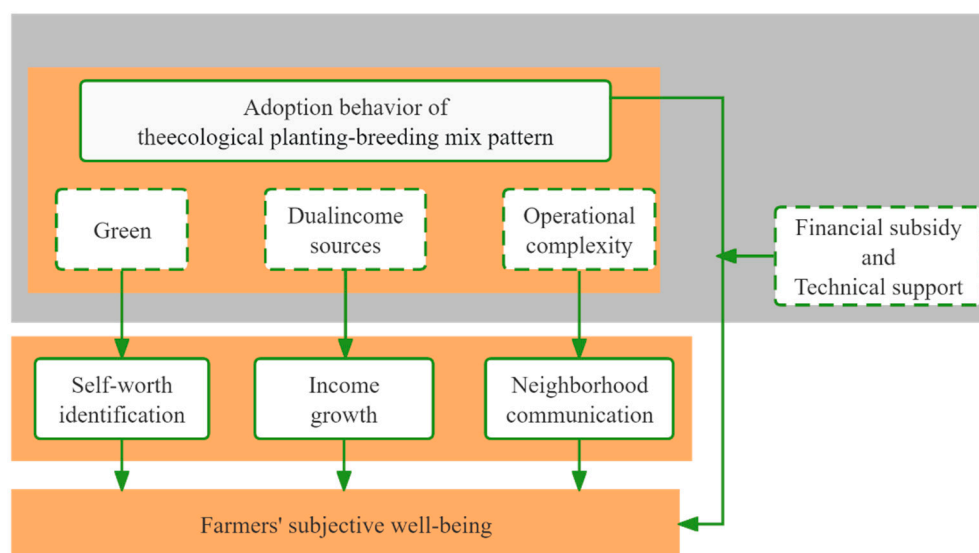 Adoption behavior of
theecological planting-breeding mix pattern
Green
Dualincome
sources
Operational
complexity
Financial subsidy
and
Technical support
Self-worth
identification
Income
growth
Neighborhood
communication
Farmers' subjective well-being